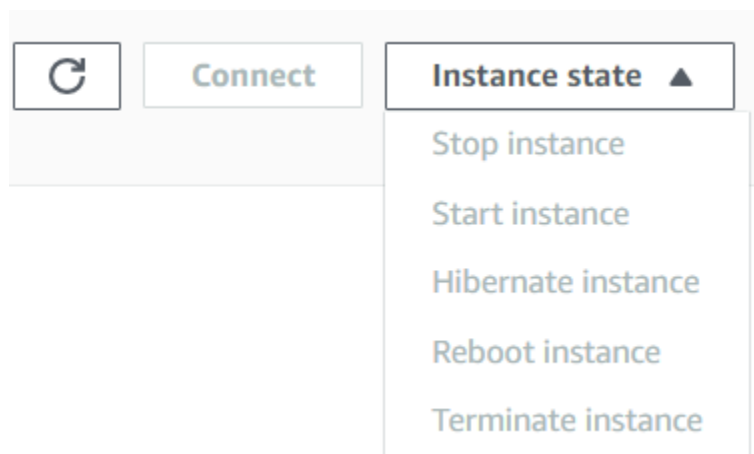 Connect
Instance state
Stop instance
Start instance
Hibernate instance
Reboot instance
Terminate instance